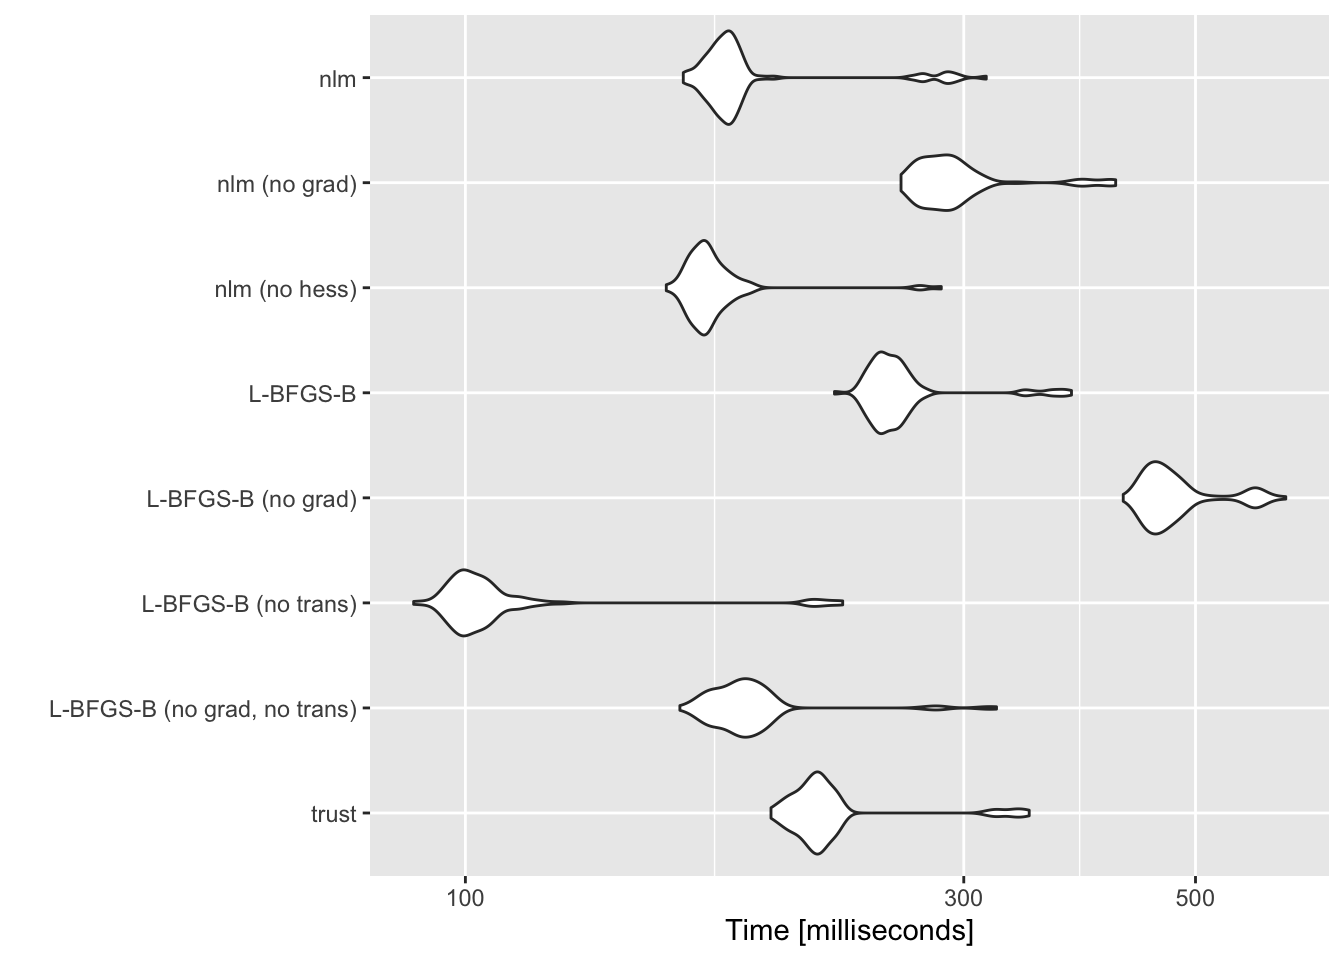 nlm
nlm (no grad)
nlm (no hess)
L-BFGS-B
L-BFGS-B (no grad)
L-BFGS-B (no trans)
L-BFGS-B (no grad, no trans)
trust
100 300 500
Time [milliseconds]